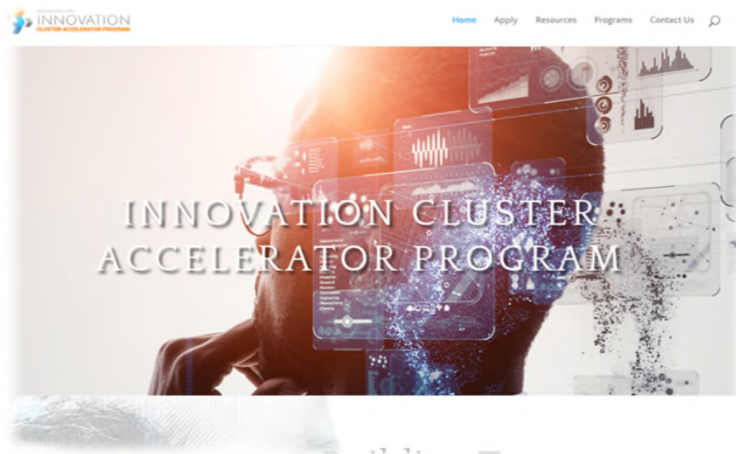 INNOVATION
CLUSTER ACCELERATOR PROGRAM
Home Apply Resources Programs Contact Us
INNOVATION CLUSTER
ACCELERATOR PROGRAM